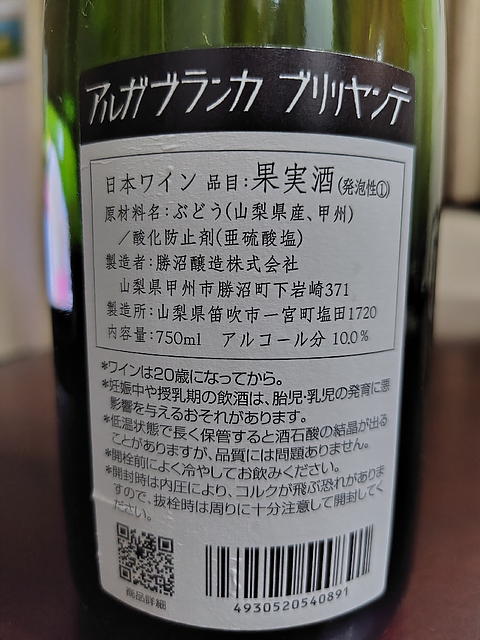 アルガブランカ ブリリャンテ
日本ワイン 品目:果実酒(発泡性①)
原材料名:ぶどう(山梨県産、甲州)
/酸化防止剤(亜硫酸塩)
製造者:勝沼醸造株式会社
山梨県甲州市勝沼町下岩崎371
製造所:山梨県笛吹市一宮町塩田1720
内容量:750ml アルコール分 10.0%
*ワインは20歳になってから。
*妊娠中や授乳期の飲酒は、胎児・乳児の発育に悪
影響を与えるおそれがあります。
*低温状態で長く保管すると酒石酸の結晶が出る
ことがありますが、品質には問題ありません。
*開栓前によく冷やしてお飲みください。
*開封時は内圧により、コルクが飛ぶ恐れがありま
すので、抜栓時は周りに十分注意して開封してく
ださい。
商品詳細
4930520540891